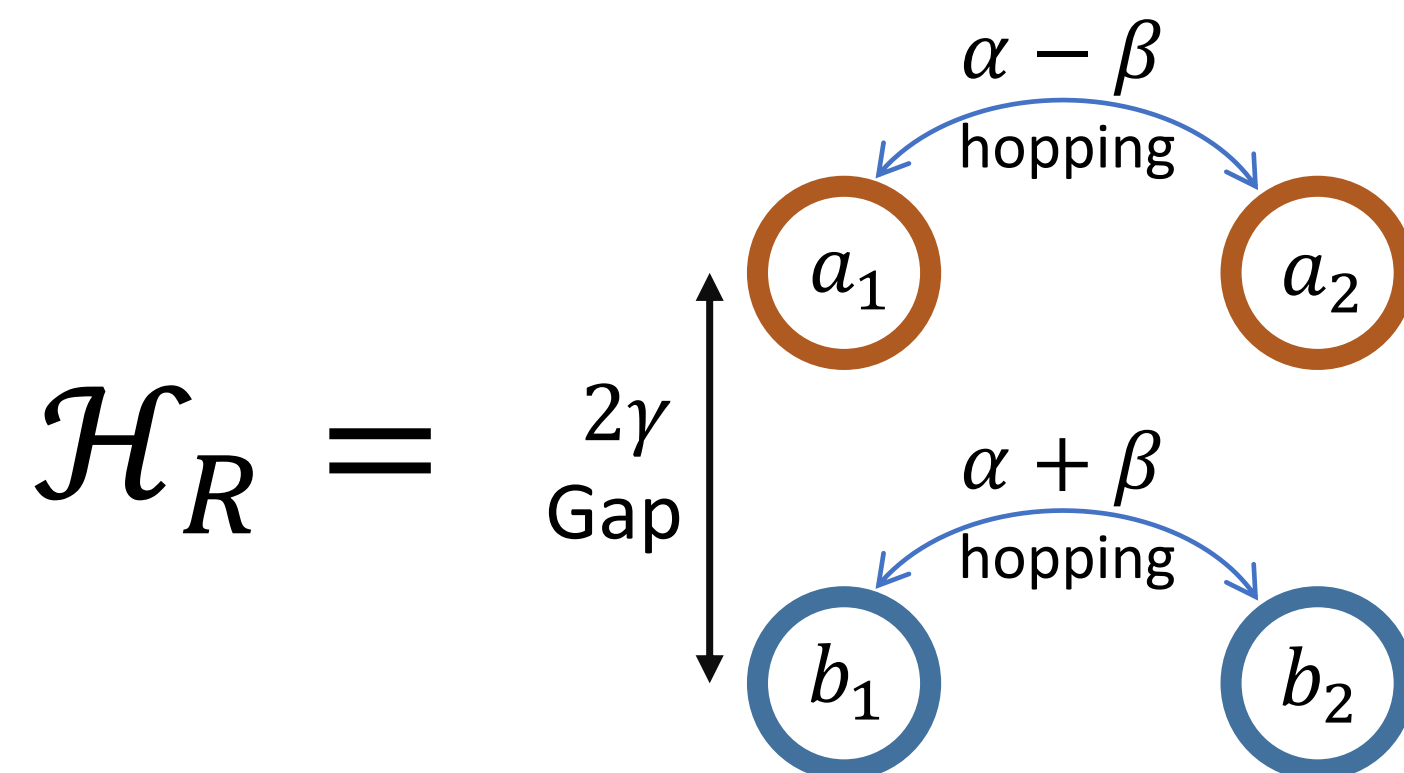 α − β
hopping
a₁ a₂
ℋ_R = 2γ
Gap
α + β
hopping
b₁ b₂